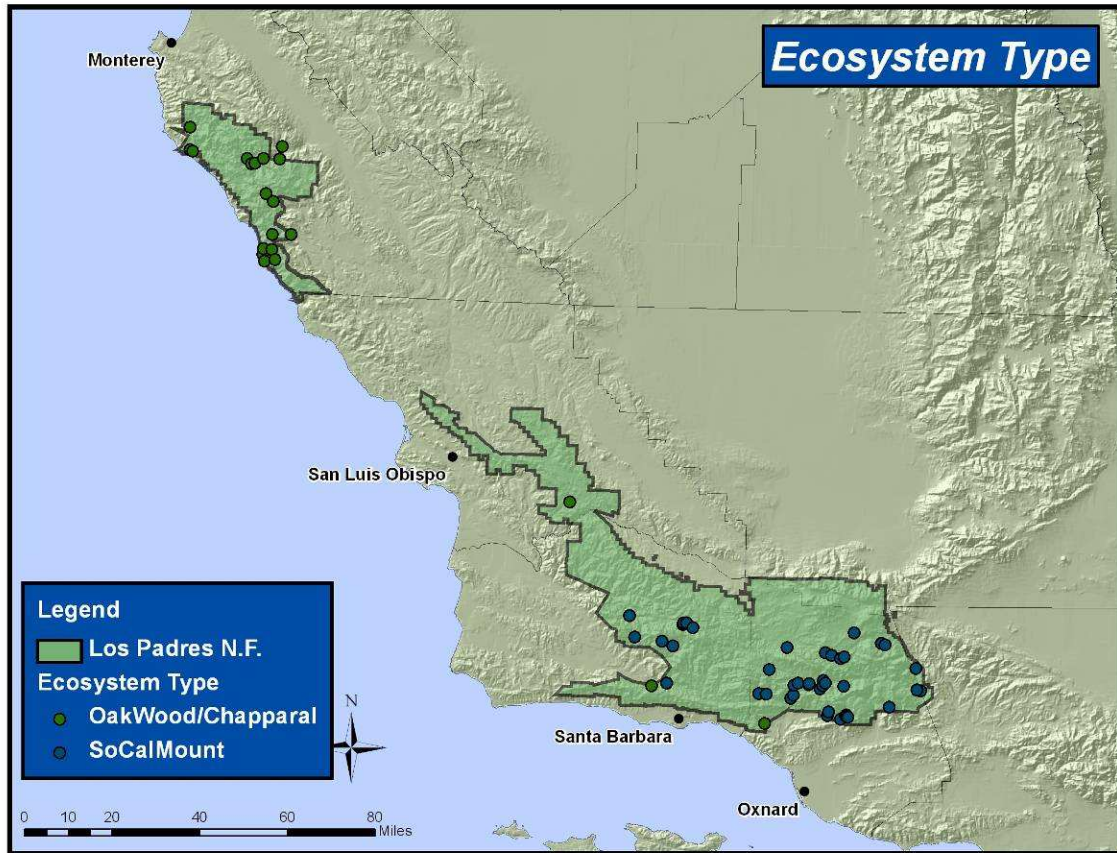 Ecosystem Type
Monterey
San Luis Obispo
Santa Barbara
Oxnard
Legend
Los Padres N.F.
Ecosystem Type
OakWood/Chapparal
SoCalMount
N
0 10 20 40 60 80
Miles